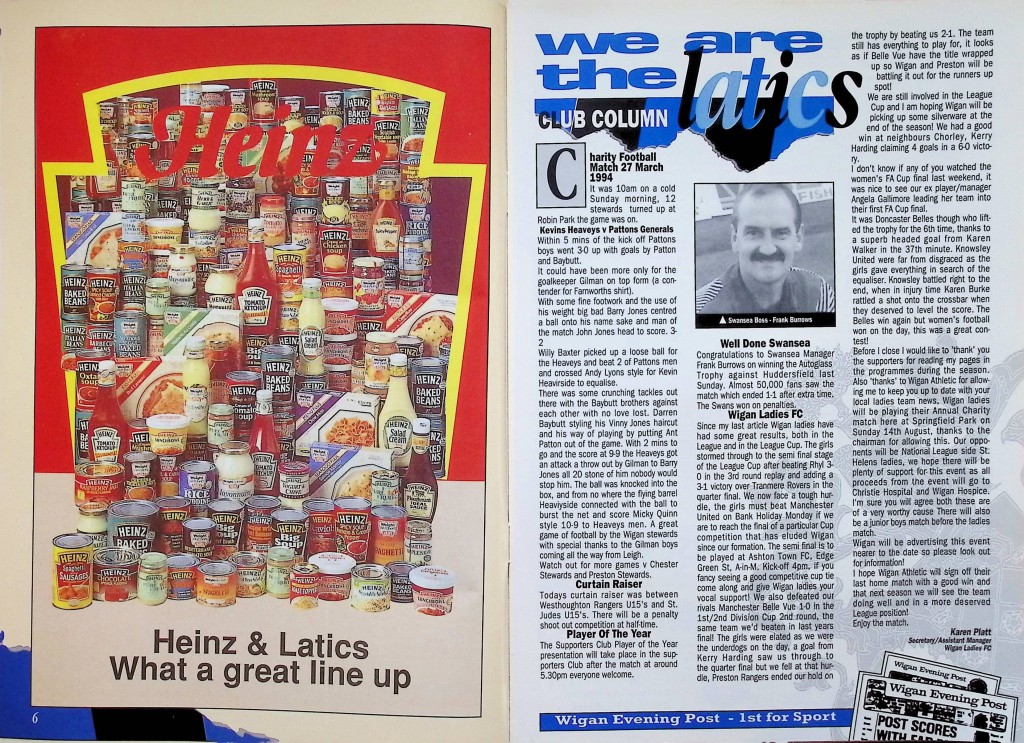 Heinz
Heinz & Latics
What a great line up
6
we are
the latics
CLUB COLUMN
Charity Football
Match 27 March
1994
It was 10am on a cold
Sunday morning, 12
stewards turned up at
Robin Park the game was on.
Kevins Heaveys v Pattons Generals
Within 5 mins of the kick off Pattons
boys went 3-0 up with goals by Patton
and Baybutt.
It could have been more only for the
goalkeeper Gilman on top form (a con-
tender for Farnworths shirt).
With some fine footwork and the use of
his weight big bad Barry Jones centred
a ball onto his name sake and man of
the match John Jones head to score. 3-
2
Willy Baxter picked up a loose ball for
the Heaveys and beat 2 of Pattons men
and crossed Andy Lyons style for Kevin
Heavirside to equalise.
There was some crunching tackles out
there with the Baybutt brothers against
each other with no love lost. Darren
Baybutt styling his Vinny Jones haircut
and his way of playing by putting Ant
Patton out of the game. With 2 mins to
go and the score at 9-9 the Heaveys got
an attack a throw out by Gilman to Barry
Jones all 20 stone of him nobody would
stop him. The ball was knocked into the
box, and from no where the flying barrel
Heaviyside connected with the ball to
burst the net and score Micky Quinn
style 10-9 to Heaveys men. A great
game of football by the Wigan stewards
with special thanks to the Gilman boys
coming all the way from Leigh.
Watch out for more games v Chester
Stewards and Preston Stewards.
Curtain Raiser
Todays curtain raiser was between
Westhoughton Rangers U15's and St.
Judes U15's. There will be a penalty
shoot out competition at half-time.
Player Of The Year
The Supporters Club Player of the Year
presentation will take place in the sup-
porters Club after the match at around
5.30pm everyone welcome.
FISH
▲ Swansea Boss - Frank Burrows
Well Done Swansea
Congratulations to Swansea Manager
Frank Burrows on winning the Autoglass
Trophy against Huddersfield last
Sunday. Almost 50,000 fans saw the
match which ended 1-1 after extra time.
The Swans won on penalties.
Wigan Ladies FC
Since my last article Wigan ladies have
had some great results, both in the
League and in the League Cup. The girls
stormed through to the semi final stage
of the League Cup after beating Rhyl 3-
0 in the 3rd round replay and adding a
3-1 victory over Tranmere Rovers in the
quarter final. We now face a tough hur-
dle, the girls must beat Manchester
United on Bank Holiday Monday if we
are to reach the final of a particular Cup
competition that has eluded Wigan
since our formation. The semi final is to
be played at Ashton Town FC, Edge
Green St, A-in-M. Kick-off 4pm. if you
fancy seeing a good competive cup tie
come along and give Wigan ladies your
vocal support! We also defeated our
rivals Manchester Belle Vue 1-0 in the
1st/2nd Division Cup 2nd round, the
same team we'd beaten in last years
final! The girls were elated as we were
the underdogs on the day, a goal from
Kerry Harding saw us through to
the quarter final but we fell at that hur-
dle, Preston Rangers ended our hold on
the trophy by beating us 2-1. The team
still has everything to play for, it looks
as if Belle Vue have the title wrapped
up so Wigan and Preston will be
battling it out for the runners up
spot!
We are still involved in the League
Cup and I am hoping Wigan will be
picking up some silverware at the
end of the season! We had a good
win at neighbours Chorley, Kerry
Harding claiming 4 goals in a 6-0 victo-
ry.
I don't know if any of you watched the
women's FA Cup final last weekend, it
was nice to see our ex player/manager
Angela Gallimore leading her team into
their first FA Cup final.
It was Doncaster Belles though who lift-
ed the trophy for the 6th time, thanks to
a superb headed goal from Karen
Walker in the 37th minute. Knowsley
United were far from disgraced as the
girls gave everything in search of the
equaliser. Knowsley battled right to the
end, when in injury time Karen Burke
rattled a shot onto the crossbar when
they deserved to level the score. The
Belles win again but women's football
won on the day, this was a great con-
test!
Before I close I would like to 'thank' you
the supporters for reading my pages in
the programmes during the season.
Also 'thanks' to Wigan Athletic for allow-
ing me to keep you up to date with your
local ladies team news, Wigan ladies
will be playing their Annual Charity
match here at Springfield Park on
Sunday 14th August, thanks to the
chairman for allowing this. Our oppo-
nents will be National League side St.
Helens ladies, we hope there will be
plenty of support for this event as all
proceeds from the event will go to
Christie Hospital and Wigan Hospice.
I'm sure you will agree both these are
of a very worthy cause There will also
be a junior boys match before the ladies
match.
Wigan will be advertising this event
nearer to the date so please look out
for information!
I hope Wigan Athletic will sign off their
last home match with a good win and
that next season we will see the team
doing well and in a more deserved
League position!
Enjoy the match.
Karen Platt
Secretary/Assistant Manager
Wigan Ladies FC
Wigan Evening Post
Wigan Evening Post
POST SCORES
Wigan Evening Post - 1st for Sport